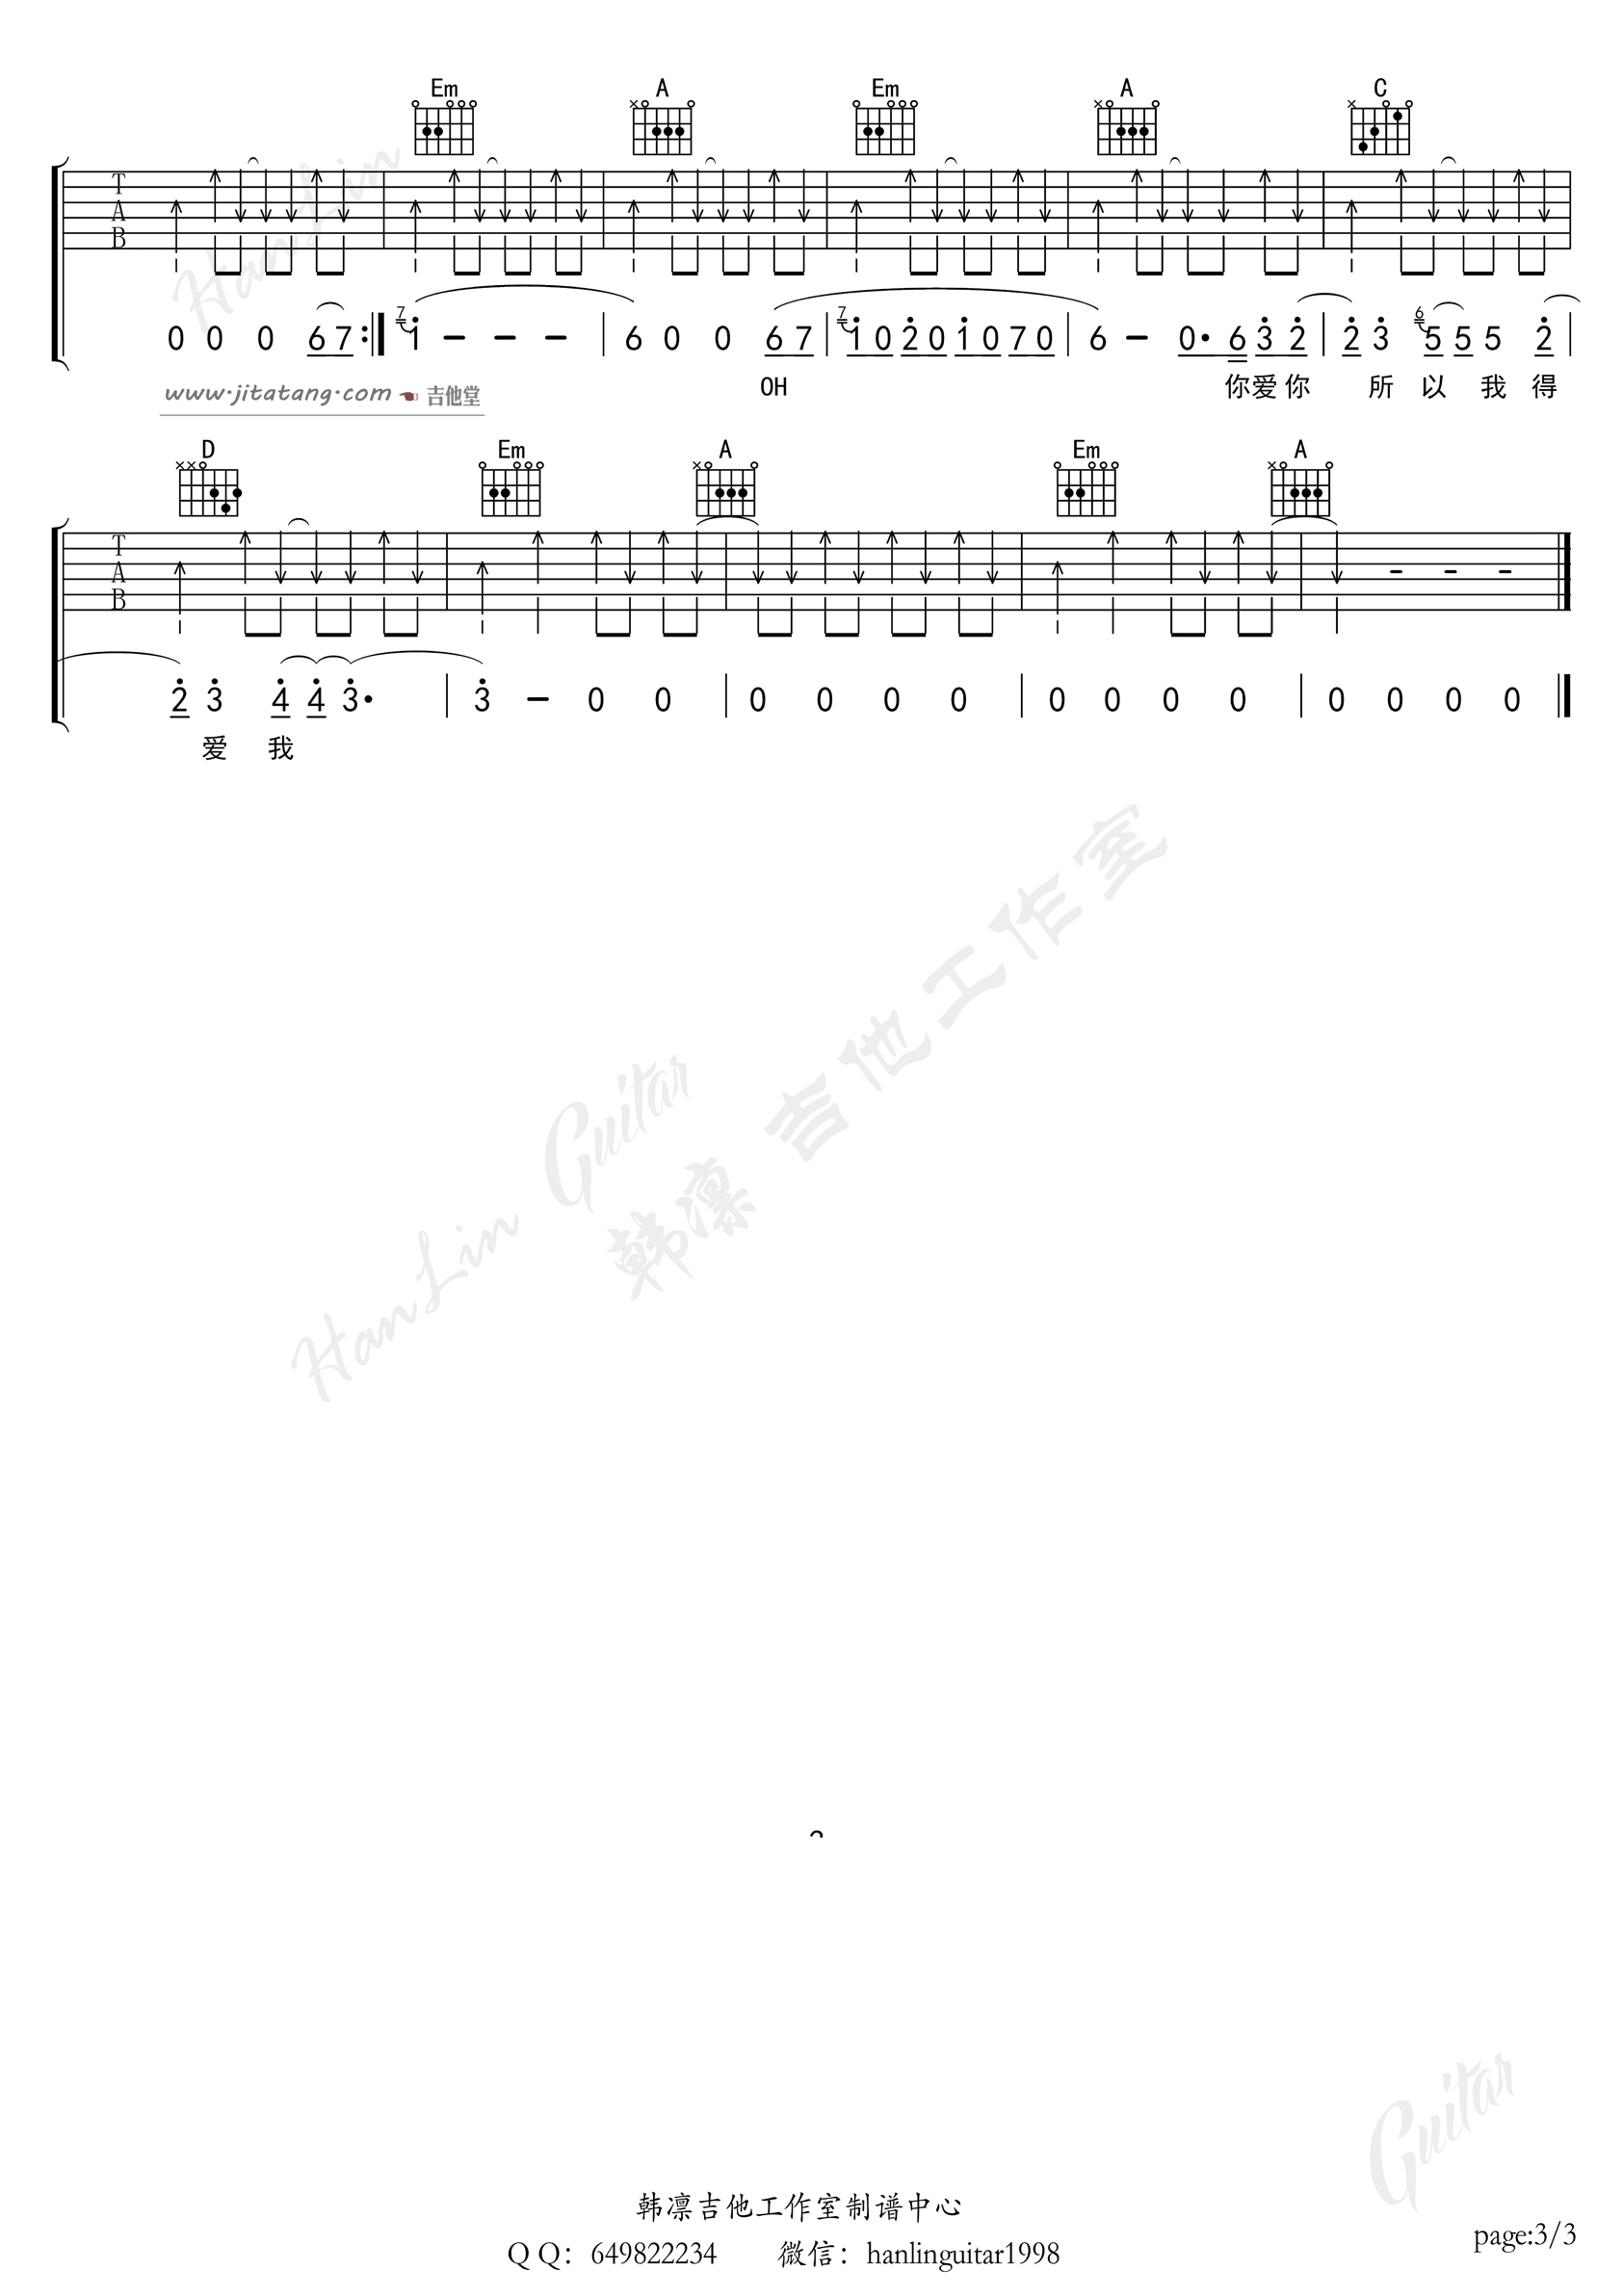 Em A Em A C
T
A
B
0 0 0 6 7 7 1 - - - 6 0 0 6 7 7 1 0 2 0 1 0 7 0 6 - 0· 6 3 2 2 3 6 5 5 5 2
www.jitatang.com 吉他堂 OH 你 爱 你 所 以 我 得
D Em A Em A
T
A
B
2 3 4 4 3· 3 - 0 0 0 0 0 0 0 0 0 0 0 0 0 0
爱 我
HanLin
HanLin Guitar
韩凛 吉他工作室
Guitar
韩凛吉他工作室制谱中心
QQ：649822234 微信：hanlinguitar1998
page:3/3